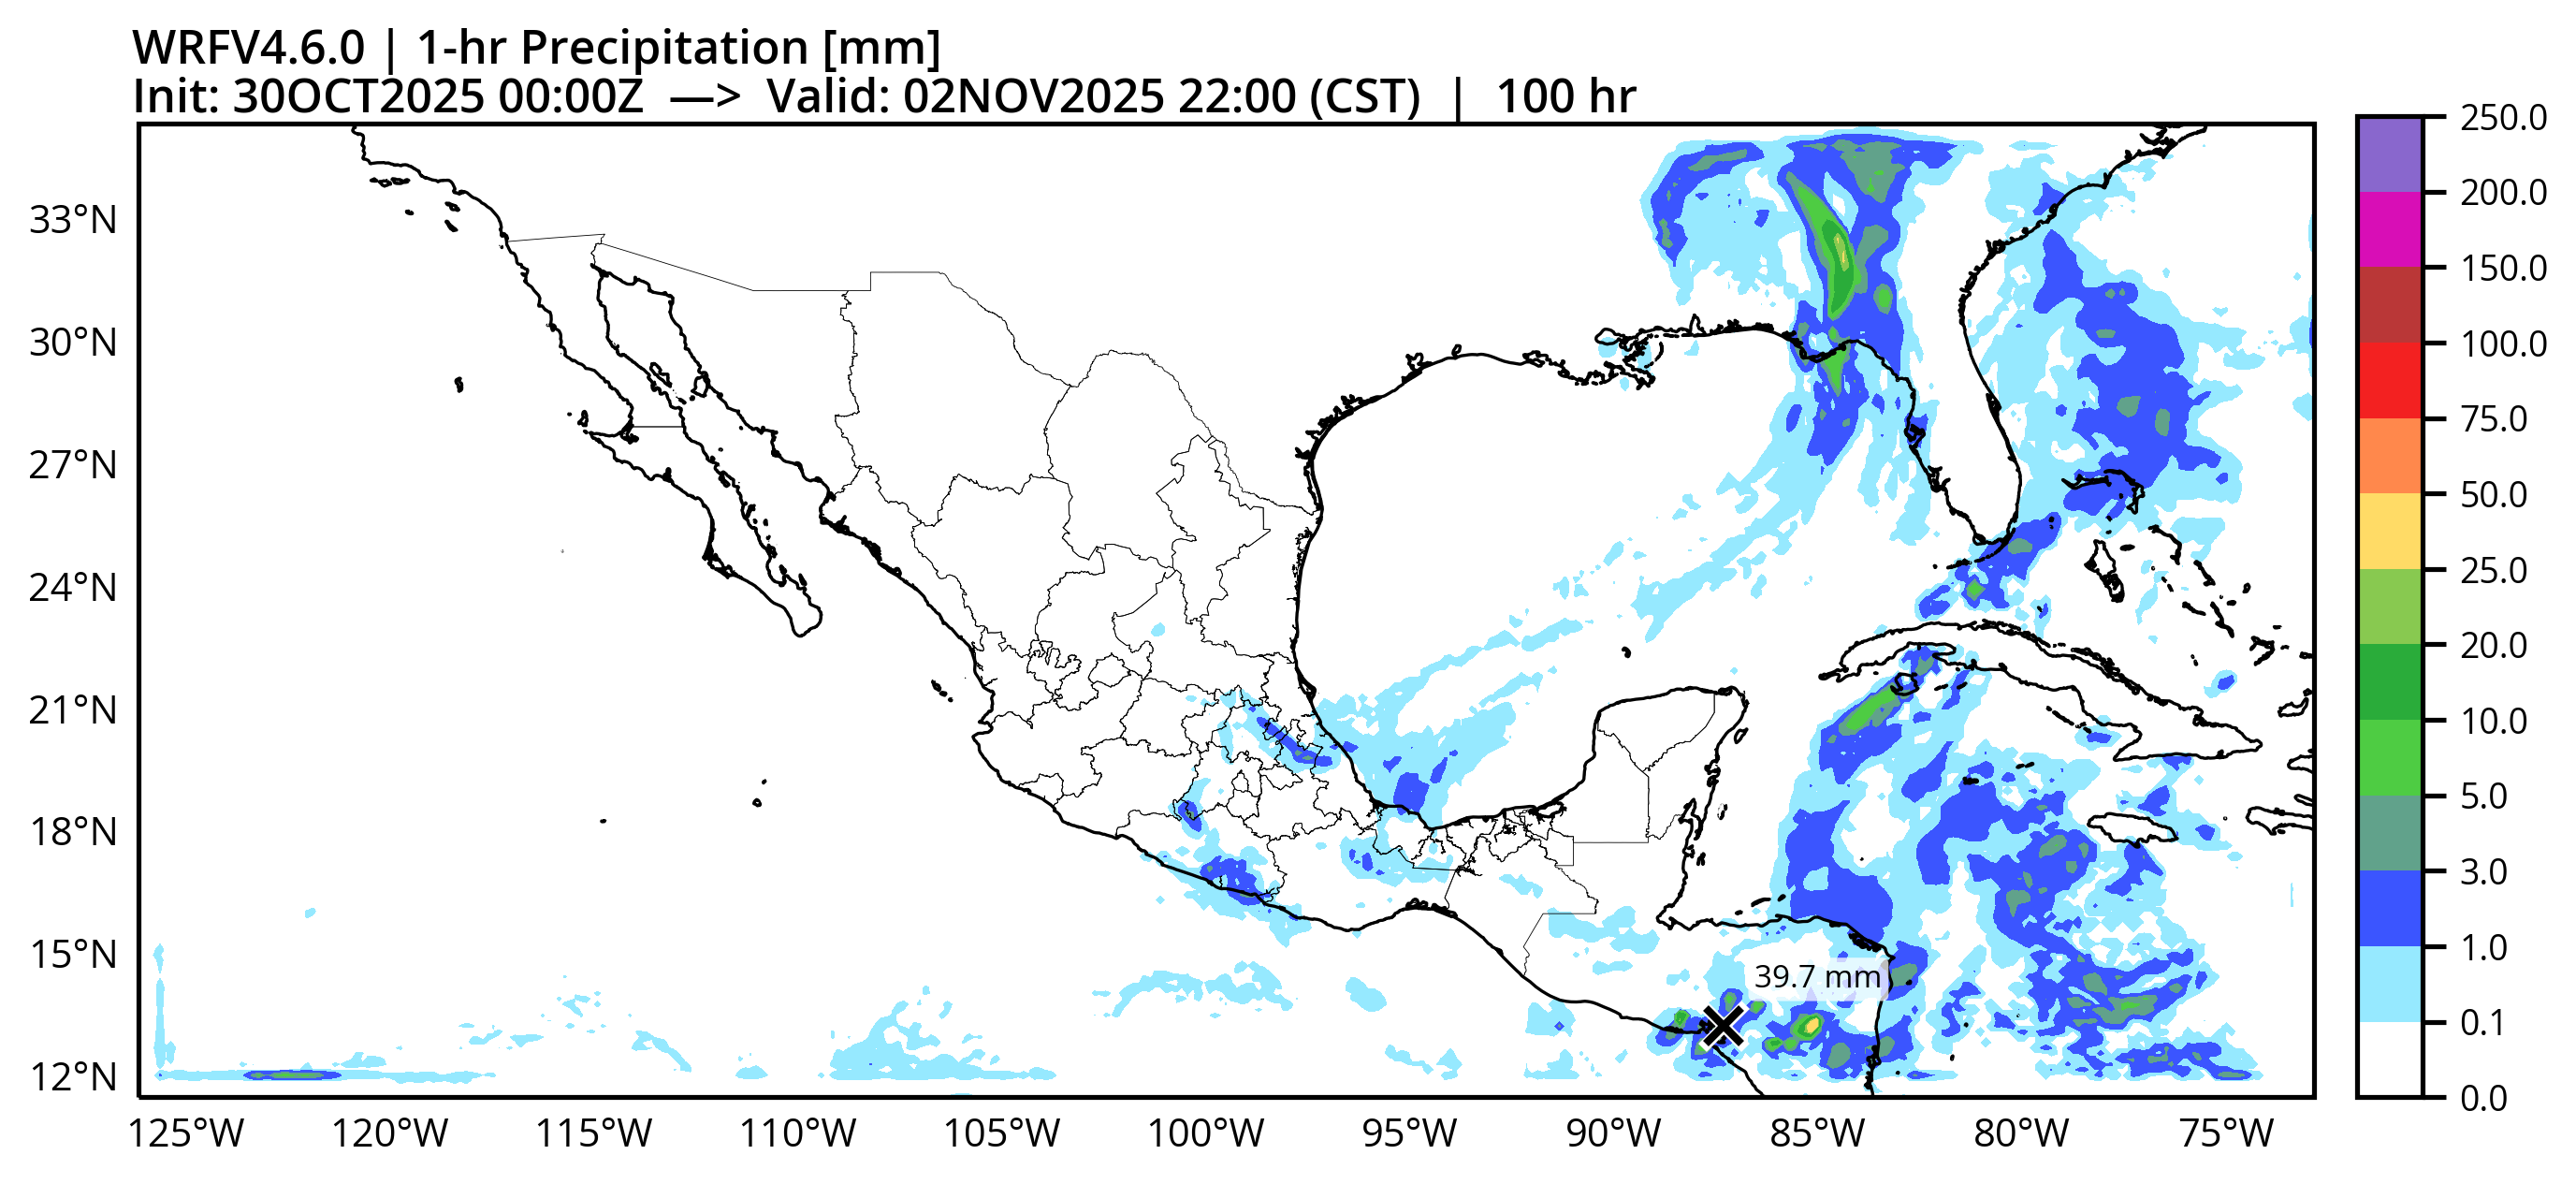 WRFV4.6.0 | 1-hr Precipitation [mm]
Init: 30OCT2025 00:00Z —> Valid: 02NOV2025 22:00 (CST) | 100 hr
250.0
200.0
150.0
100.0
75.0
50.0
25.0
20.0
10.0
5.0
3.0
1.0
0.1
0.0
33°N
30°N
27°N
24°N
21°N
18°N
15°N
12°N
39.7 mm
125°W
120°W
115°W
110°W
105°W
100°W
95°W
90°W
85°W
80°W
75°W